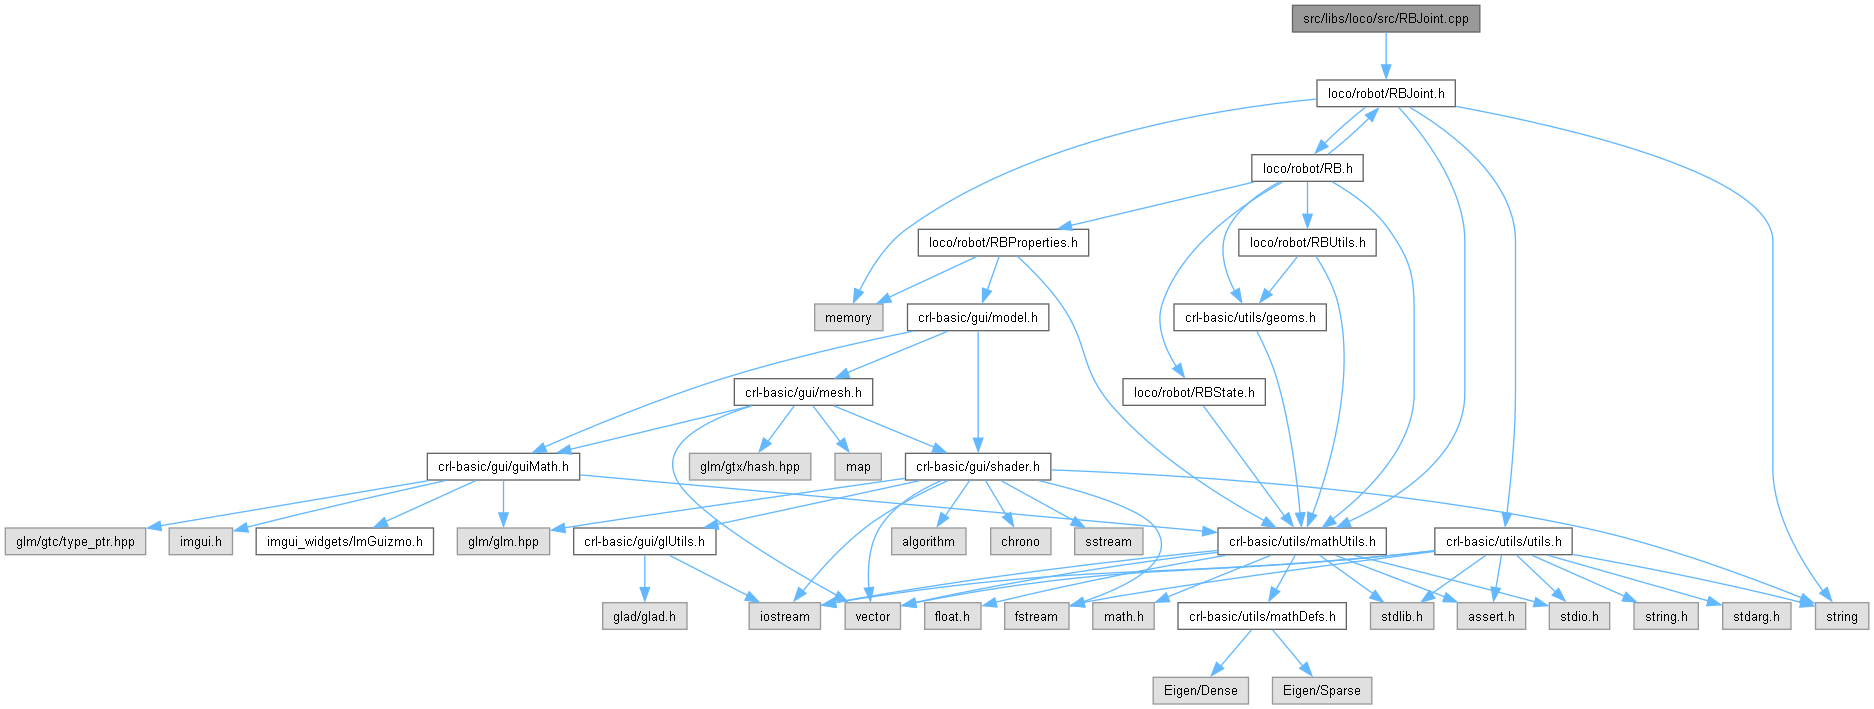 src/libs/loco/src/RBJoint.cpp
loco/robot/RBJoint.h
loco/robot/RB.h
loco/robot/RBProperties.h
loco/robot/RBUtils.h
memory
crl-basic/gui/model.h
crl-basic/utils/geoms.h
crl-basic/gui/mesh.h
loco/robot/RBState.h
crl-basic/gui/guiMath.h
glm/gtx/hash.hpp
map
crl-basic/gui/shader.h
glm/gtc/type_ptr.hpp
imgui.h
imgui_widgets/ImGuizmo.h
glm/glm.hpp
crl-basic/gui/glUtils.h
algorithm
chrono
sstream
crl-basic/utils/mathUtils.h
crl-basic/utils/utils.h
glad/glad.h
iostream
vector
float.h
fstream
math.h
crl-basic/utils/mathDefs.h
stdlib.h
assert.h
stdio.h
string.h
stdarg.h
string
Eigen/Dense
Eigen/Sparse